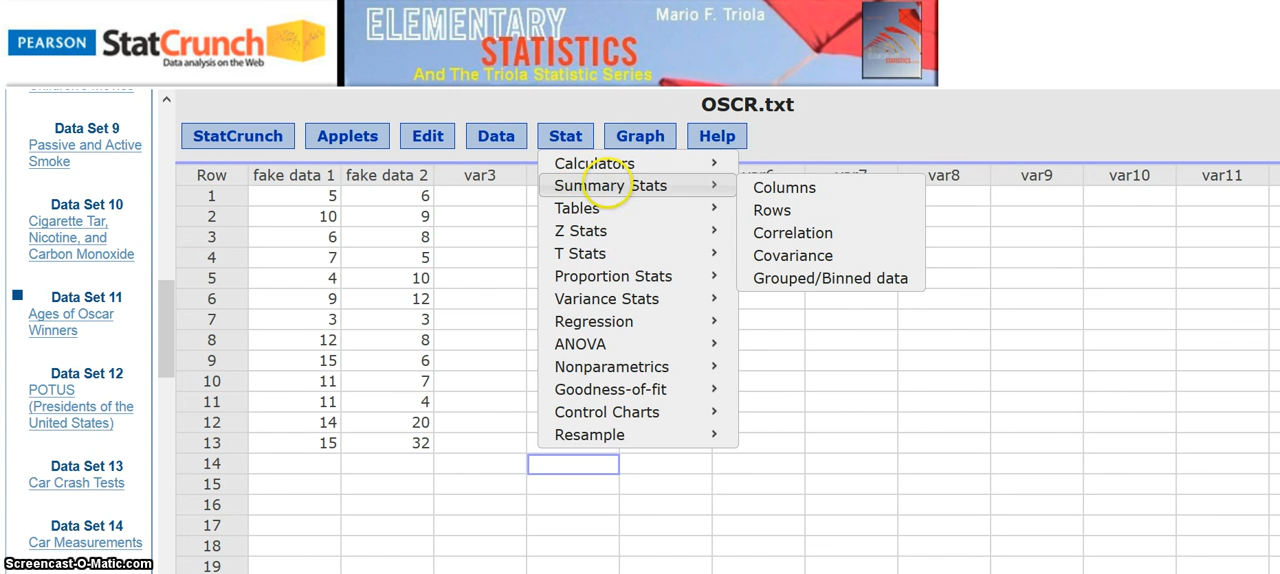 PEARSON StatCrunch
Data analysis on the Web
ELEMENTARY
STATISTICS
And The Triola Statistic Series
Mario F. Triola
Data Set 9
Passive and Active
Smoke
Data Set 10
Cigarette Tar,
Nicotine, and
Carbon Monoxide
Data Set 11
Ages of Oscar
Winners
Data Set 12
POTUS
(Presidents of the
United States)
Data Set 13
Car Crash Tests
Data Set 14
Car Measurements
Screencast-O-Matic.com
OSCR.txt
StatCrunch Applets Edit Data Stat Graph Help
Row fake data 1 fake data 2 var3 var7 var8 var9 var10 var11
1 5 6
2 10 9
3 6 8
4 7 5
5 4 10
6 9 12
7 3 3
8 12 8
9 15 6
10 11 7
11 11 4
12 14 20
13 15 32
14
15
16
17
18
19
Calculators
Summary Stats
Tables
Z Stats
T Stats
Proportion Stats
Variance Stats
Regression
ANOVA
Nonparametrics
Goodness-of-fit
Control Charts
Resample
Columns
Rows
Correlation
Covariance
Grouped/Binned data